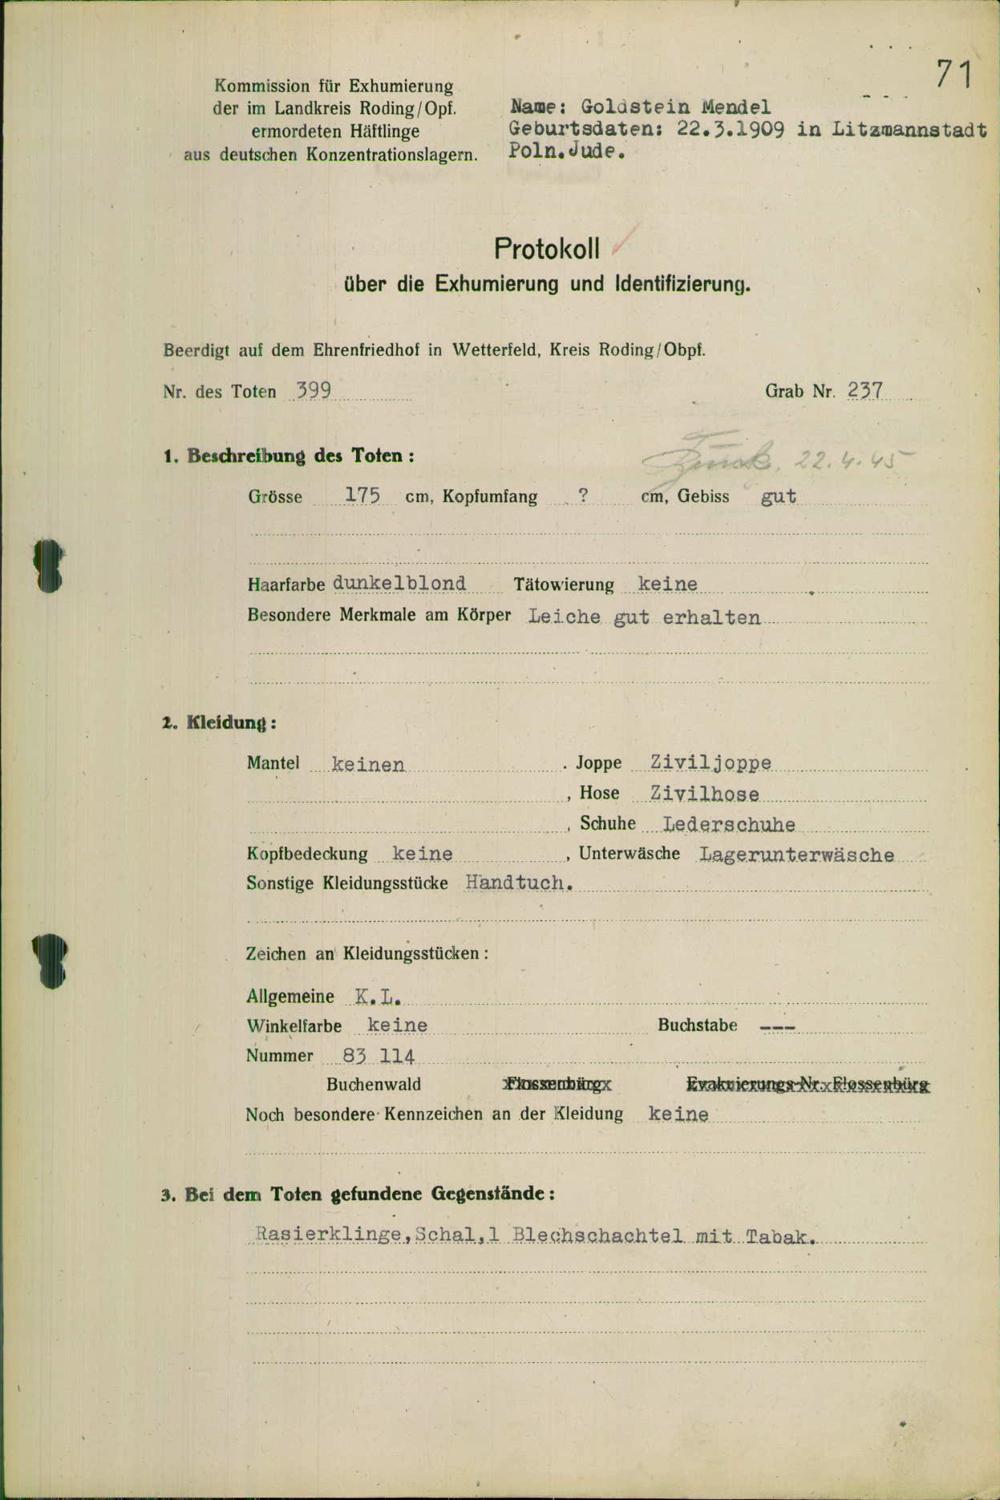 71
Kommission für Exhumierung
der im Landkreis Roding/Opf.
ermordeten Häftlinge
aus deutschen Konzentrationslagern.
Name: Goldstein Mendel
Geburtsdaten: 22.3.1909 in Litzmannstadt
Poln.Jude.
Protokoll
über die Exhumierung und Identifizierung.
Beerdigt auf dem Ehrenfriedhof in Wetterfeld, Kreis Roding/Obpf.
Nr. des Toten 399 Grab Nr. 237
1. Beschreibung des Toten:
22.4.45
Grösse 175 cm, Kopfumfang ? cm, Gebiss gut
Haarfarbe dunkelblond Tätowierung keine
Besondere Merkmale am Körper Leiche gut erhalten
2. Kleidung:
Mantel keinen . Joppe Ziviljoppe
, Hose Zivilhose
, Schuhe Lederschuhe
Kopfbedeckung keine , Unterwäsche Lagerunterwäsche
Sonstige Kleidungsstücke Handtuch.
Zeichen an Kleidungsstücken:
Allgemeine K.L.
Winkelfarbe keine Buchstabe ---
Nummer 83 114
Buchenwald Flossenbürg Evakuierungs-Nr. Flossenbürg
Noch besondere Kennzeichen an der Kleidung keine
3. Bei dem Toten gefundene Gegenstände:
Rasierklinge,Schal,1 Blechschachtel mit Tabak.